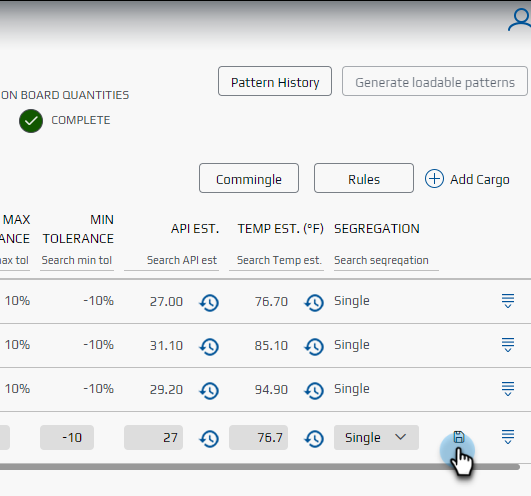 Pattern History
Generate loadable patterns
ON BOARD QUANTITIES
COMPLETE
Commingle
Rules
Add Cargo
MAX MIN API EST. TEMP EST. (°F) SEGREGATION
ANCE TOLERANCE
ax tol Search min tol Search API est Search Temp est. Search segregation
10% -10% 27.00 76.70 Single
10% -10% 31.10 85.10 Single
10% -10% 29.20 94.90 Single
-10 27 76.7 Single